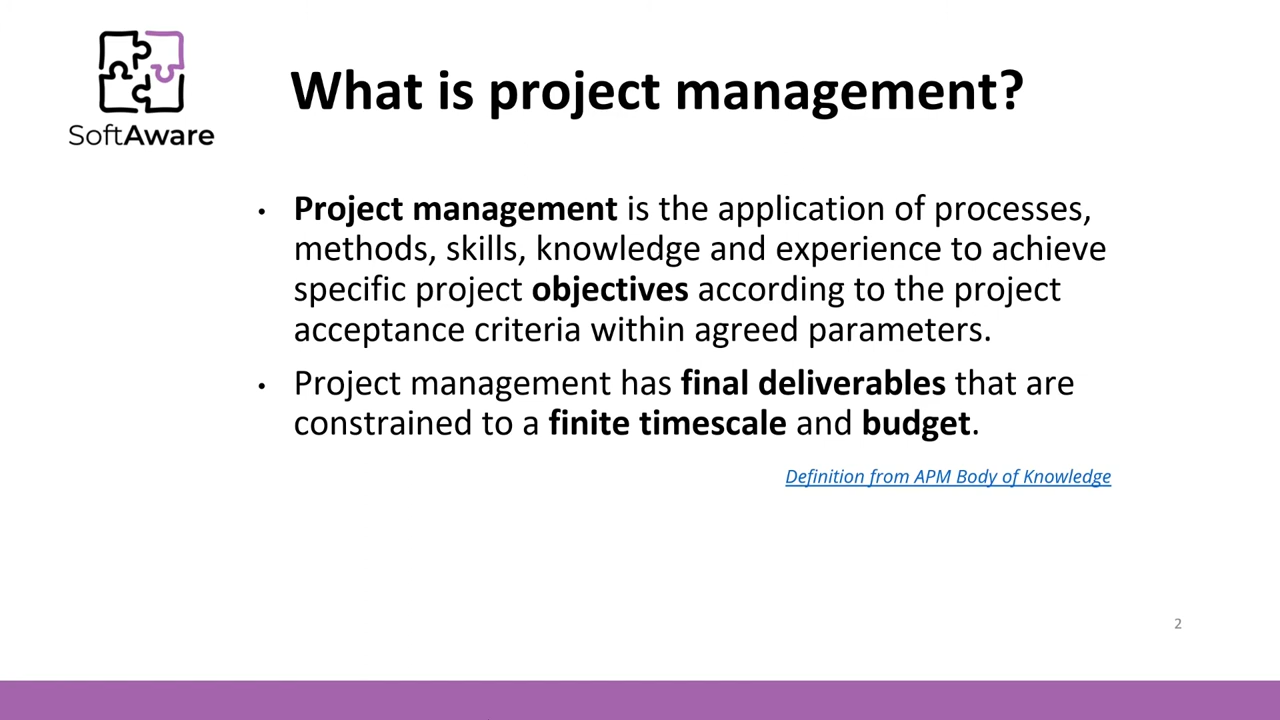 SoftAware
What is project management?
• Project management is the application of processes,
methods, skills, knowledge and experience to achieve
specific project objectives according to the project
acceptance criteria within agreed parameters.
• Project management has final deliverables that are
constrained to a finite timescale and budget.
Definition from APM Body of Knowledge
2